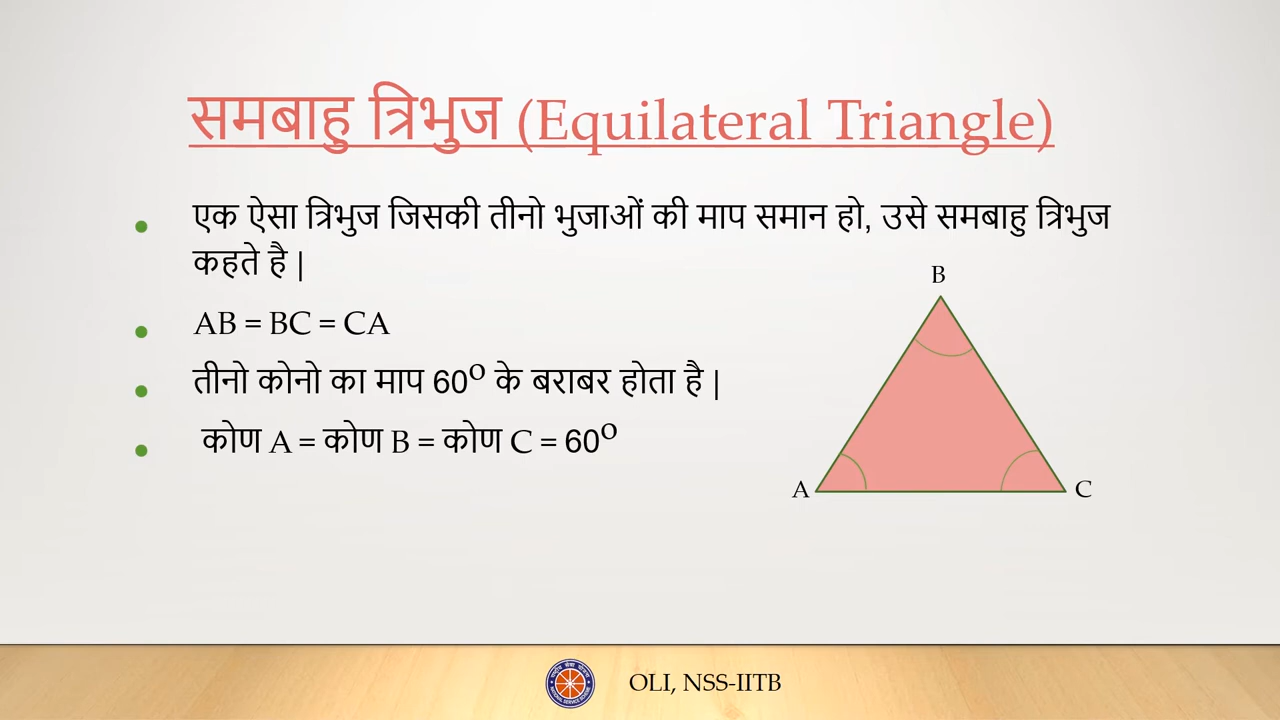 समबाहु त्रिभुज (Equilateral Triangle)
एक ऐसा त्रिभुज जिसकी तीनो भुजाओं की माप समान हो, उसे समबाहु त्रिभुज
कहते है |
B
AB = BC = CA
तीनो कोनो का माप 60⁰ के बराबर होता है |
कोण A = कोण B = कोण C = 60⁰
A
C
OLI, NSS-IITB